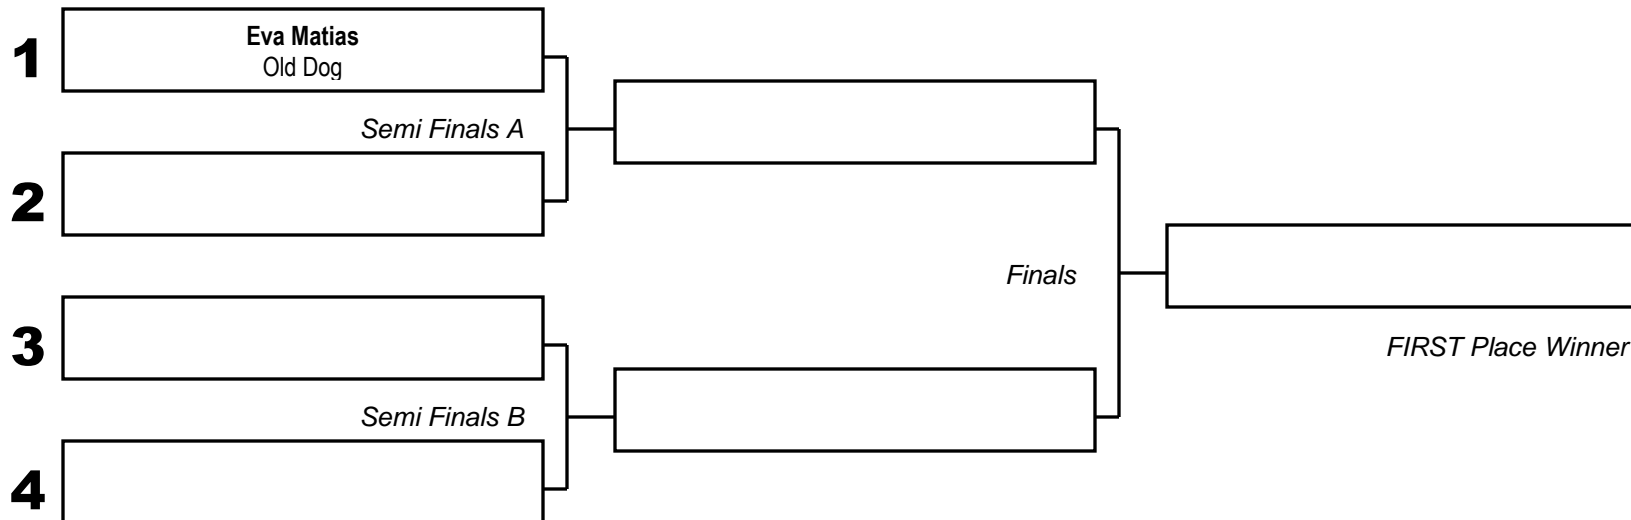 1
Eva Matias
Old Dog
Semi Finals A
2
Finals
3
FIRST Place Winner
Semi Finals B
4